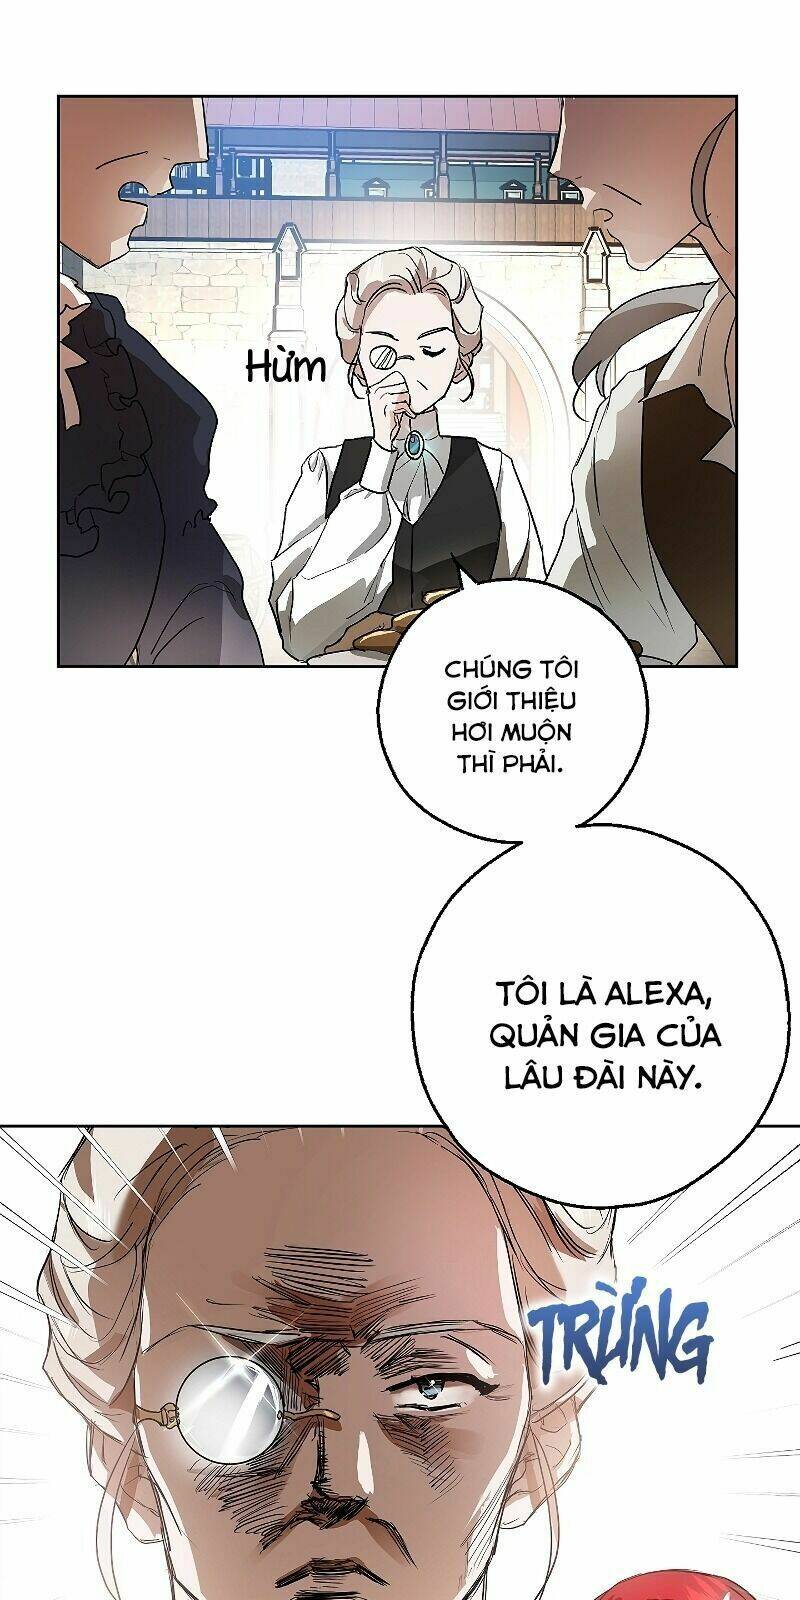 Hừm
CHÚNG TÔI
GIỚI THIỆU
HƠI MUỘN
THÌ PHẢI.
TÔI LÀ ALEXA,
QUẢN GIA CỦA
LÂU ĐÀI NÀY.
TRỪNG